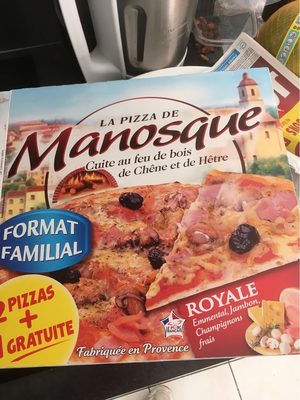 LA PIZZA DE
Manosque
Cuite au feu de bois
de Chêne et de Hêtre
FORMAT
FAMILIAL
2 PIZZAS
+
1 GRATUITE
ROYALE
Emmental, Jambon,
Champignons
frais
Fabriquée en Provence